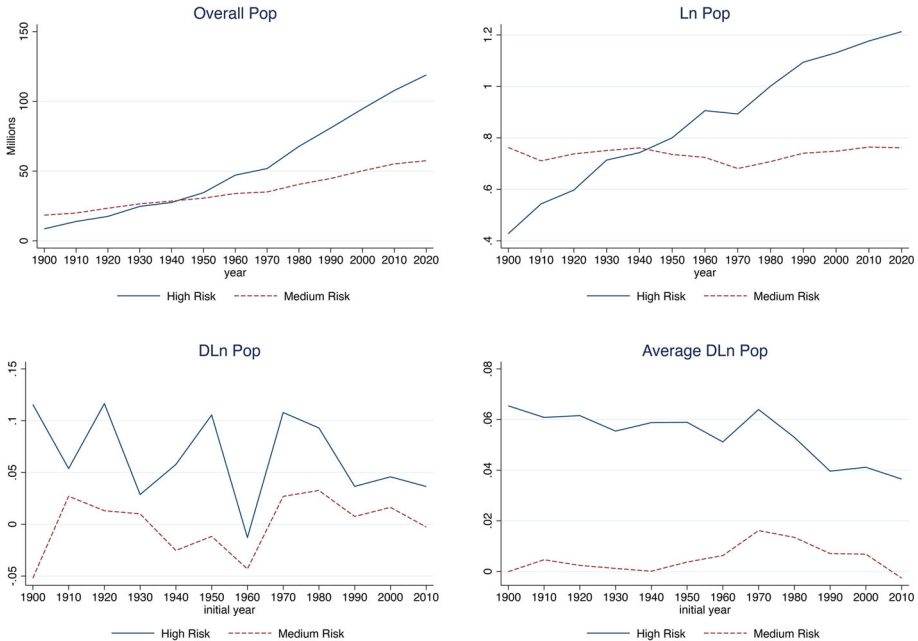 Overall Pop
150
100
50
0
Millions
1900 1910 1920 1930 1940 1950 1960 1970 1980 1990 2000 2010 2020
year
High Risk Medium Risk
Ln Pop
1.2
1
.8
.6
.4
1900 1910 1920 1930 1940 1950 1960 1970 1980 1990 2000 2010 2020
year
High Risk Medium Risk
DLn Pop
.15
.1
.05
0
-.05
1900 1910 1920 1930 1940 1950 1960 1970 1980 1990 2000 2010
initial year
High Risk Medium Risk
Average DLn Pop
.08
.06
.04
.02
0
1900 1910 1920 1930 1940 1950 1960 1970 1980 1990 2000 2010
initial year
High Risk Medium Risk